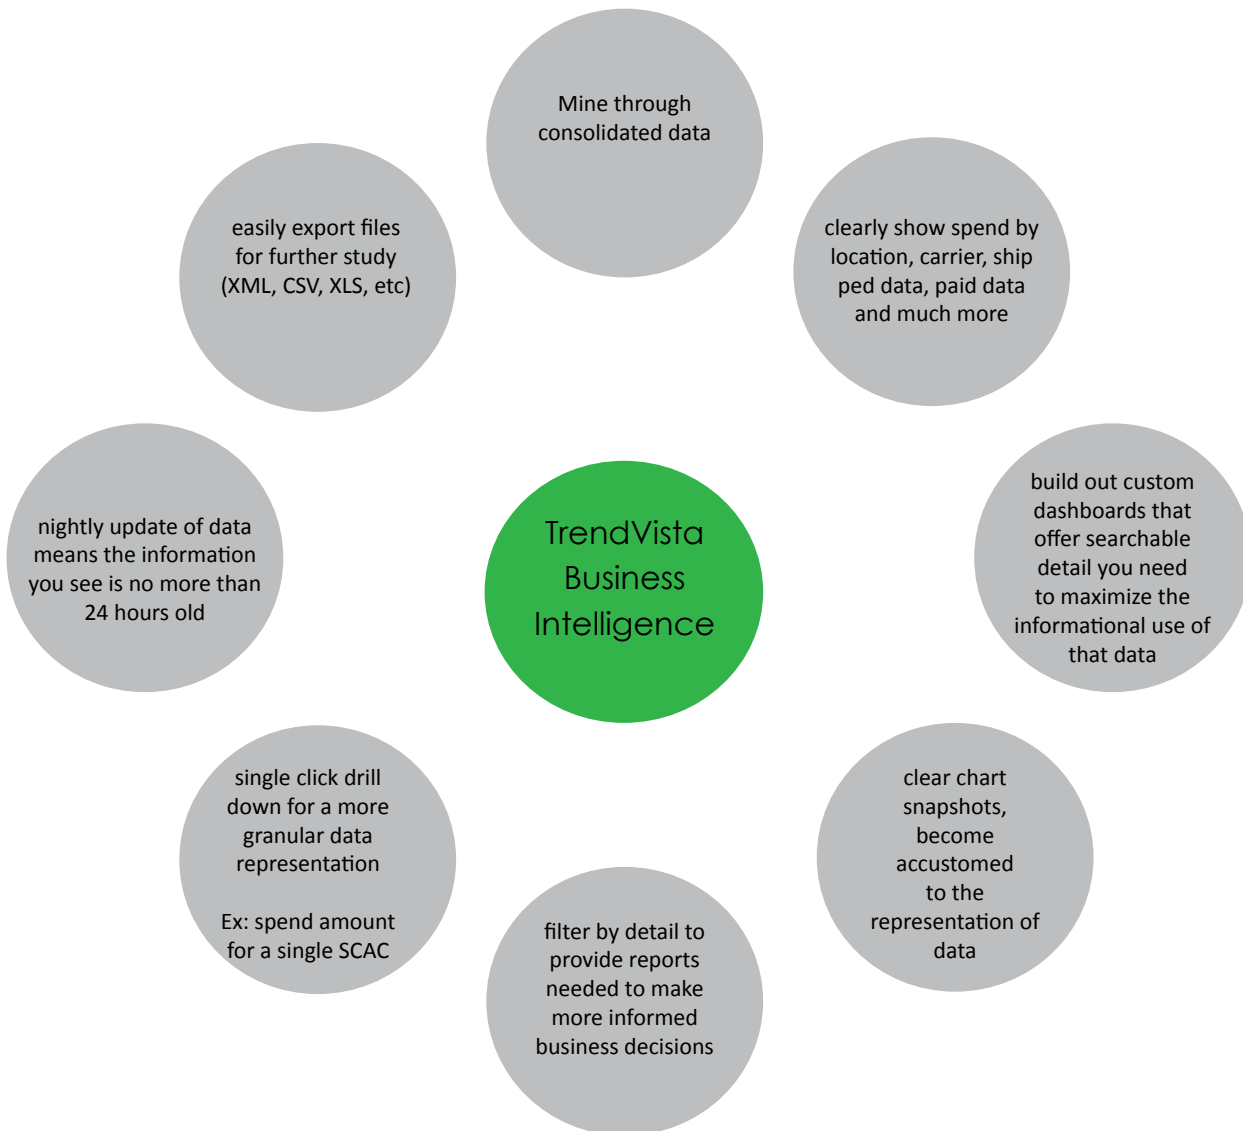 Mine through
consolidated data
easily export files
for further study
(XML, CSV, XLS, etc)
clearly show spend by
location, carrier, ship
ped data, paid data
and much more
nightly update of data
means the information
you see is no more than
24 hours old
TrendVista
Business
Intelligence
build out custom
dashboards that
offer searchable
detail you need
to maximize the
informational use of
that data
single click drill
down for a more
granular data
representation
Ex: spend amount
for a single SCAC
filter by detail to
provide reports
needed to make
more informed
business decisions
clear chart
snapshots,
become
accustomed
to the
representation of
data